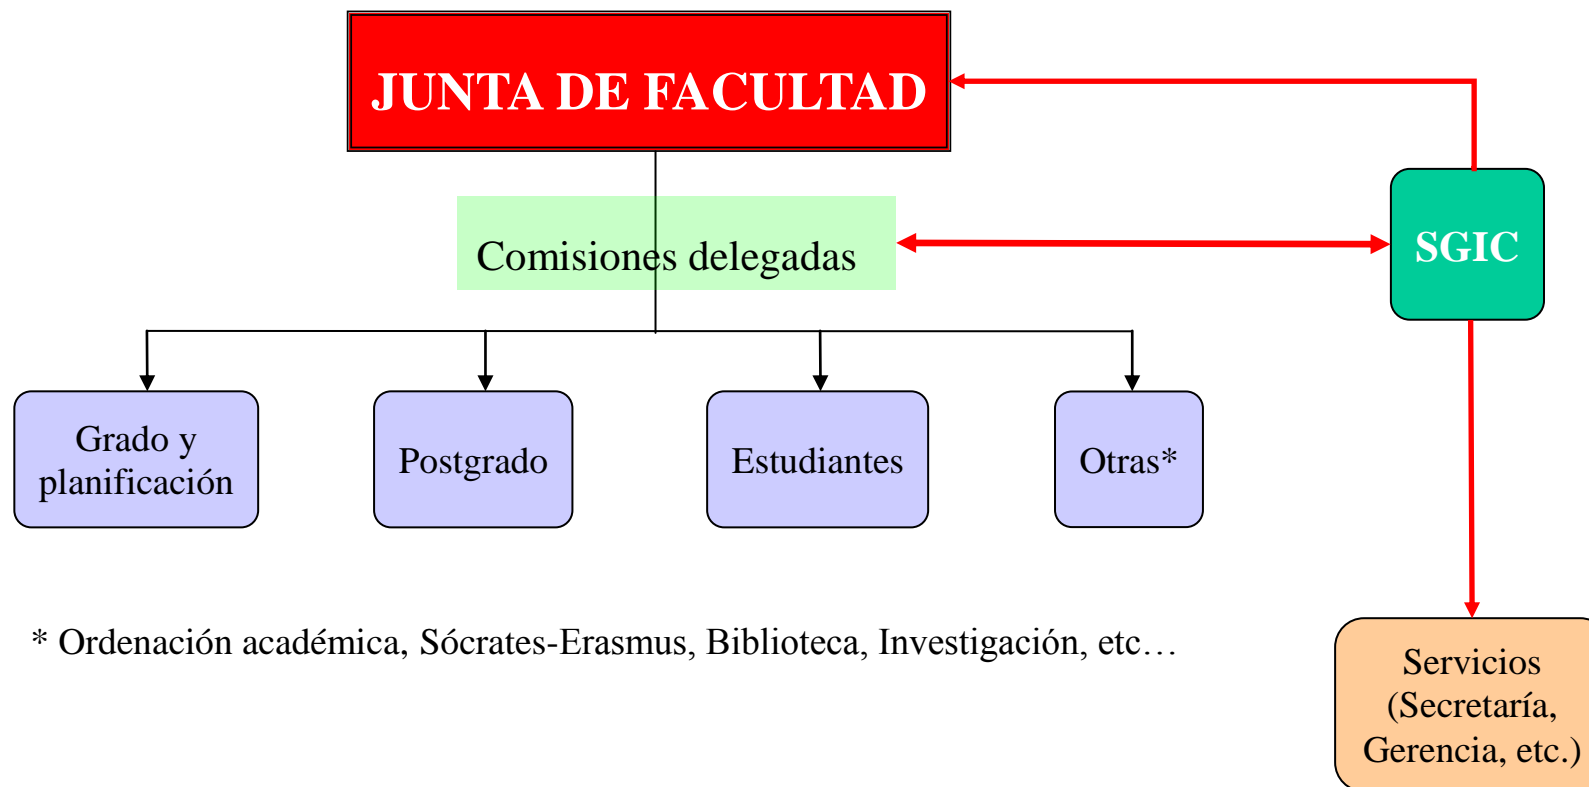 JUNTA DE FACULTAD
Comisiones delegadas
SGIC
Grado y
planificación
Postgrado
Estudiantes
Otras*
* Ordenación académica, Sócrates-Erasmus, Biblioteca, Investigación, etc…
Servicios
(Secretaría,
Gerencia, etc.)